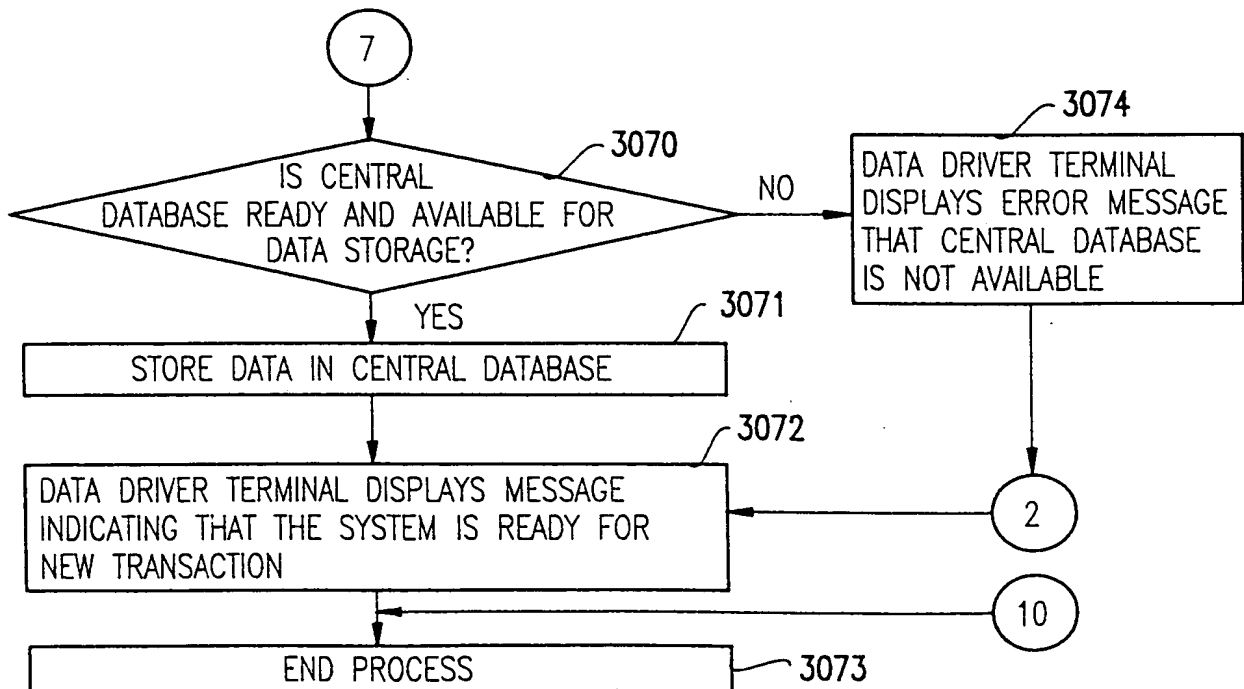 7
3070
IS CENTRAL
DATABASE READY AND AVAILABLE FOR
DATA STORAGE?
NO
3074
DATA DRIVER TERMINAL
DISPLAYS ERROR MESSAGE
THAT CENTRAL DATABASE
IS NOT AVAILABLE
YES
3071
STORE DATA IN CENTRAL DATABASE
3072
DATA DRIVER TERMINAL DISPLAYS MESSAGE
INDICATING THAT THE SYSTEM IS READY FOR
NEW TRANSACTION
2
10
END PROCESS
3073